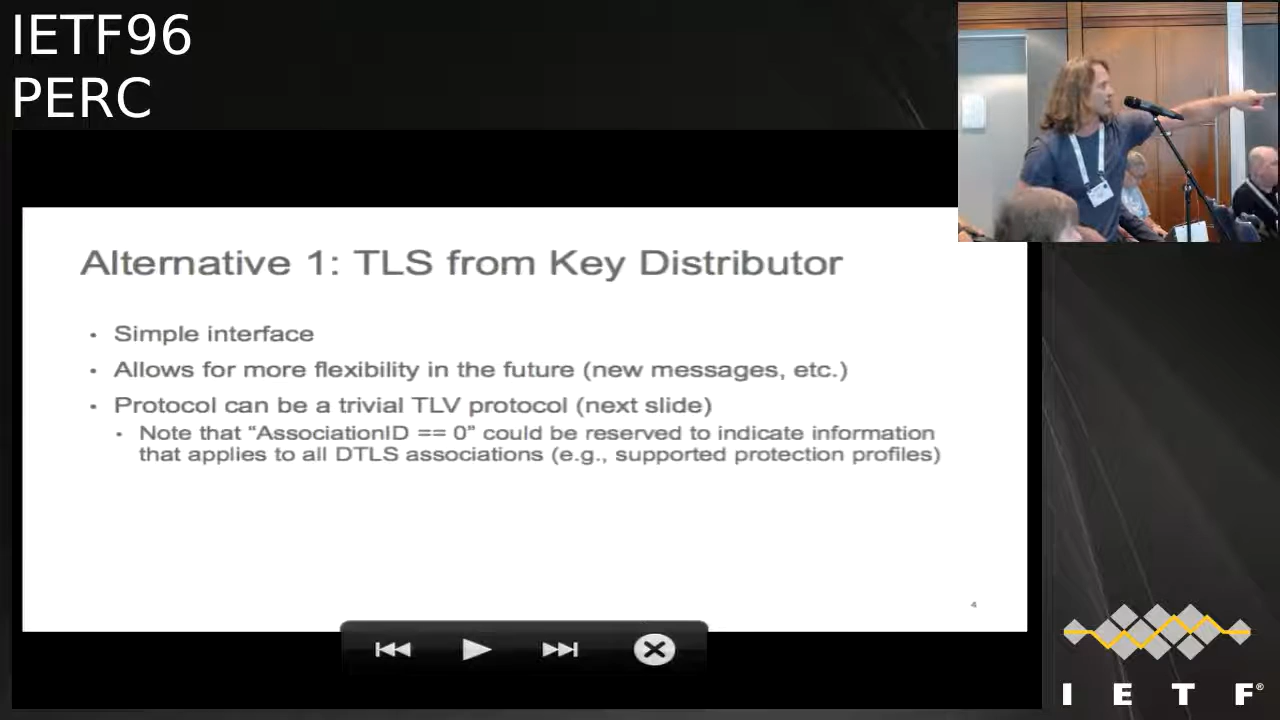 IETF96
PERC
Alternative 1: TLS from Key Distributor
• Simple interface
• Allows for more flexibility in the future (new messages, etc.)
• Protocol can be a trivial TLV protocol (next slide)
• Note that “AssociationID == 0” could be reserved to indicate information
that applies to all DTLS associations (e.g., supported protection profiles)
4
I E T F®